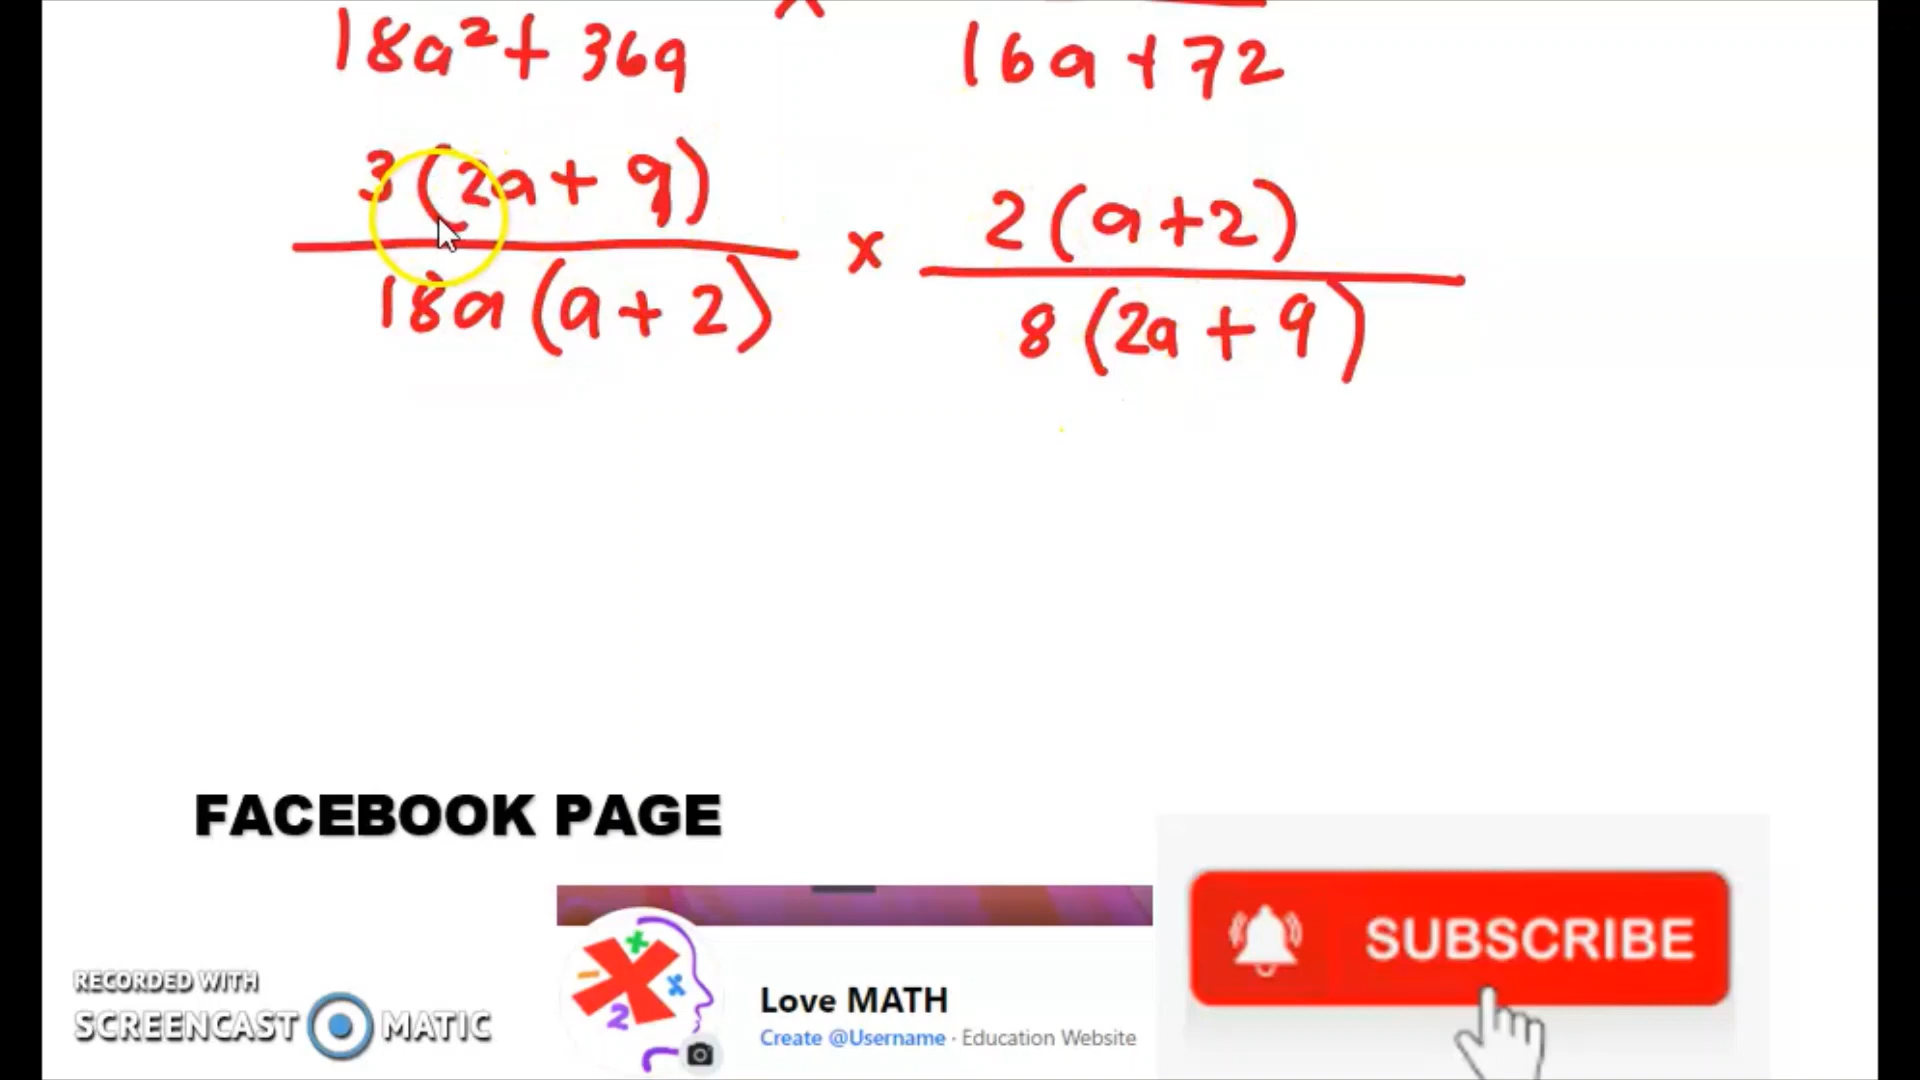 18a² + 36a × 16a + 72
3(2a + 9) × 2(a+2)
18a(a + 2) 8(2a + 9)
FACEBOOK PAGE
SUBSCRIBE
RECORDED WITH
SCREENCAST MATIC
Love MATH
Create @Username · Education Website